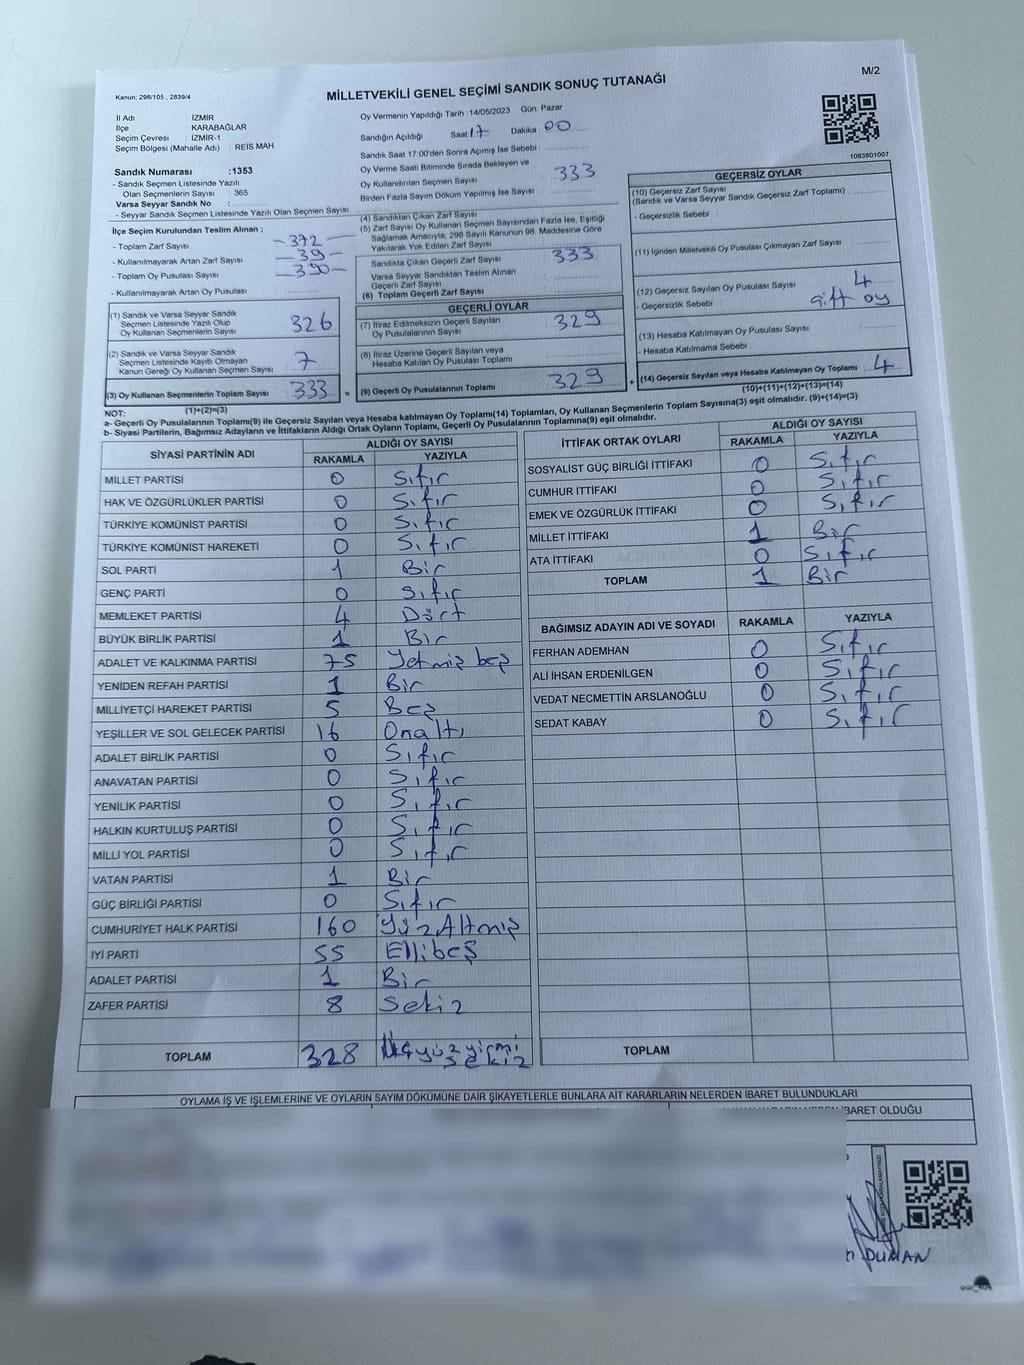 M/2
Kanun; 298/105 , 2839/4
MİLLETVEKİLİ GENEL SEÇİMİ SANDIK SONUÇ TUTANAĞI
1083601007
İl Adı : İZMİR
İlçe : KARABAĞLAR
Seçim Çevresi : İZMİR-1
Seçim Bölgesi (Mahalle Adı) : REİS MAH.
Sandık Numarası :1353
- Sandık Seçmen Listesinde Yazılı
Olan Seçmenlerin Sayısı : 365
Varsa Seyyar Sandık No :
- Seyyar Sandık Seçmen Listesinde Yazılı Olan Seçmen Sayısı
İlçe Seçim Kurulundan Teslim Alınan ;
- Toplam Zarf Sayısı - 372 -
- Kullanılmayarak Artan Zarf Sayısı - 39 -
- Toplam Oy Pusulası Sayısı - 390 -
- Kullanılmayarak Artan Oy Pusulası :
(1) Sandık ve Varsa Seyyar Sandık
Seçmen Listesinde Yazılı Olup
Oy Kullanan Seçmenlerin Sayısı 326
(2) Sandık ve Varsa Seyyar Sandık
Seçmen Listesinde Kayıtlı Olmayan
Kanun Gereği Oy Kullanan Seçmen Sayısı 7
(3) Oy Kullanan Seçmenlerin Toplam Sayısı 333 =
(1)+(2)=(3)
Oy Vermenin Yapıldığı Tarih : 14/05/2023 Gün: Pazar
Sandığın Açıldığı Saat 17 Dakika : 00
Sandık Saat 17:00'den Sonra Açımış İse Sebebi :
Oy Verme Saati Bitiminde Sırada Bekleyen ve
Oy Kullandırılan Seçmen Sayısı 333
Birden Fazla Sayım Döküm Yapılmış İse Sayısı
(4) Sandıktan Çıkan Zarf Sayısı
(5) Zarf Sayısı Oy Kullanan Seçmen Sayısından Fazla İse, Eşitliği
Sağlamak Amacıyla; 298 Sayılı Kanunun 98. Maddesine Göre
Yakılarak Yok Edilen Zarf Sayısı
Sandıkta Çıkan Geçerli Zarf Sayısı 333
Varsa Seyyar Sandıktan Teslim Alınan
Geçerli Zarf Sayısı
(6) Toplam Geçerli Zarf Sayısı
GEÇERLİ OYLAR
(7) İtiraz Edilmeksizin Geçerli Sayılan
Oy Pusulalarının Sayısı 329
(8) İtiraz Üzerine Geçerli Sayılan veya
Hesaba Katılan Oy Pusulası Toplamı
(9) Geçerli Oy Pusulalarının Toplamı 329 +
GEÇERSİZ OYLAR
(10) Geçersiz Zarf Sayısı
(Sandık ve Varsa Seyyar Sandık Geçersiz Zarf Toplamı)
- Geçersizlik Sebebi :
(11) İçinden Milletvekili Oy Pusulası Çıkmayan Zarf Sayısı
(12) Geçersiz Sayılan Oy Pusulası Sayısı 4
- Geçersizlik Sebebi : çift oy
(13) Hesaba Katılmayan Oy Pusulası Sayısı
- Hesaba Katılmama Sebebi :
(14) Geçersiz Sayılan veya Hesaba Katılmayan Oy Toplamı 4
(10)+(11)+(12)+(13)=(14)
NOT:
a- Geçerli Oy Pusulalarının Toplamı(9) ile Geçersiz Sayılan veya Hesaba katılmayan Oy Toplamı(14) Toplamları, Oy Kullanan Seçmenlerin Toplam Sayısına(3) eşit olmalıdır. (9)+(14)=(3)
b- Siyasi Partilerin, Bağımsız Adayların ve İttifakların Aldığı Ortak Oyların Toplamı, Geçerli Oy Pusulalarının Toplamına(9) eşit olmalıdır.
SİYASİ PARTİNİN ADI ALDIĞI OY SAYISI
RAKAMLA YAZIYLA
MİLLET PARTİSİ 0 Sıfır
HAK VE ÖZGÜRLÜKLER PARTİSİ 0 Sıfır
TÜRKİYE KOMÜNİST PARTİSİ 0 Sıfır
TÜRKİYE KOMÜNİST HAREKETİ 0 Sıfır
SOL PARTİ 1 Bir
GENÇ PARTİ 0 Sıfır
MEMLEKET PARTİSİ 4 Dört
BÜYÜK BİRLİK PARTİSİ 1 Bir
ADALET VE KALKINMA PARTİSİ 75 Yetmiş beş
YENİDEN REFAH PARTİSİ 1 Bir
MİLLİYETÇİ HAREKET PARTİSİ 5 Beş
YEŞİLLER VE SOL GELECEK PARTİSİ 16 Onaltı
ADALET BİRLİK PARTİSİ 0 Sıfır
ANAVATAN PARTİSİ 0 Sıfır
YENİLİK PARTİSİ 0 Sıfır
HALKIN KURTULUŞ PARTİSİ 0 Sıfır
MİLLİ YOL PARTİSİ 0 Sıfır
VATAN PARTİSİ 1 Bir
GÜÇ BİRLİĞİ PARTİSİ 0 Sıfır
CUMHURİYET HALK PARTİSİ 160 YüzAltmış
İYİ PARTİ 55 Ellibeş
ADALET PARTİSİ 1 Bir
ZAFER PARTİSİ 8 Sekiz
TOPLAM 328 Üçyüz yirmi sekiz
İTTİFAK ORTAK OYLARI ALDIĞI OY SAYISI
RAKAMLA YAZIYLA
SOSYALİST GÜÇ BİRLİĞİ İTTİFAKI 0 Sıfır
CUMHUR İTTİFAKI 0 Sıfır
EMEK VE ÖZGÜRLÜK İTTİFAKI 0 Sıfır
MİLLET İTTİFAKI 1 Bir
ATA İTTİFAKI 0 Sıfır
TOPLAM 1 Bir
BAĞIMSIZ ADAYIN ADI VE SOYADI RAKAMLA YAZIYLA
FERHAN ADEMHAN 0 Sıfır
ALİ İHSAN ERDENİLGEN 0 Sıfır
VEDAT NECMETTİN ARSLANOĞLU 0 Sıfır
SEDAT KABAY 0 Sıfır
TOPLAM
OYLAMA İŞ VE İŞLEMLERİNE VE OYLARIN SAYIM DÖKÜMÜNE DAİR ŞİKAYETLERLE BUNLARA AİT KARARLARIN NELERDEN İBARET BULUNDUKLARI
İBARET OLDUĞU
DUMAN